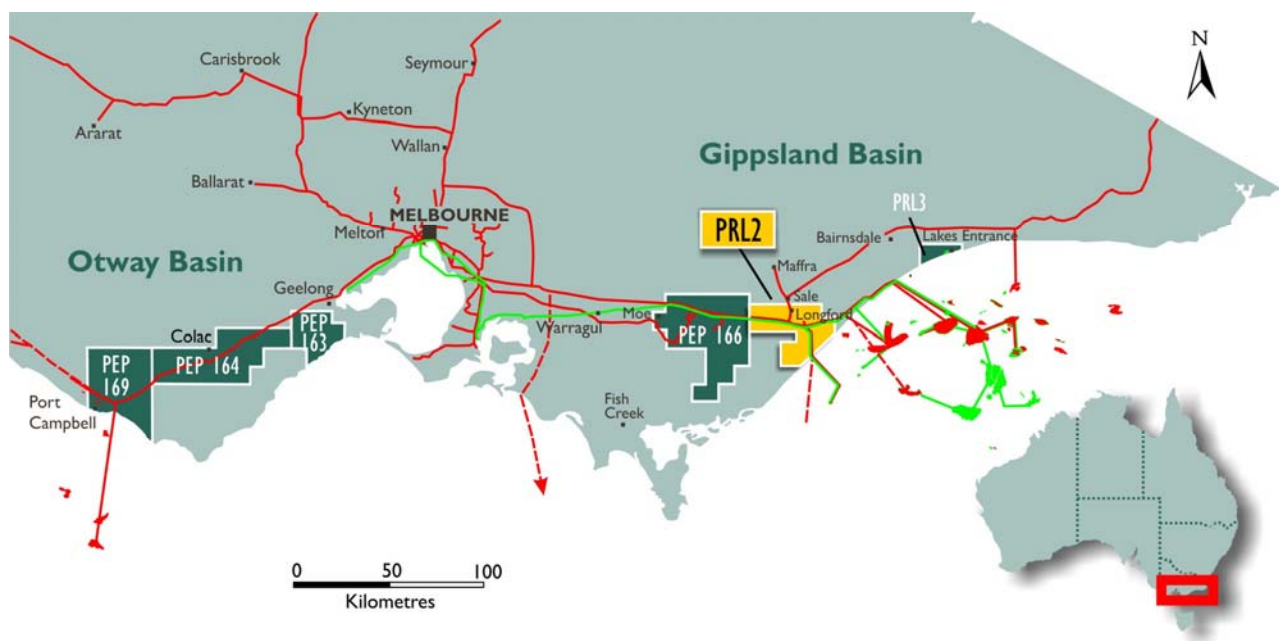 N
Carisbrook
Seymour
Kyneton
Ararat
Wallan
Gippsland Basin
Ballarat
PRL3
MELBOURNE
PRL2
Melton
Bairnsdale
Lakes Entrance
Otway Basin
Maffra
Geelong
Sale
Longford
Colac
PEP
163
Moe
Warragul
PEP 166
PEP 164
PEP
169
Port
Campbell
Fish
Creek
0 50 100
Kilometres